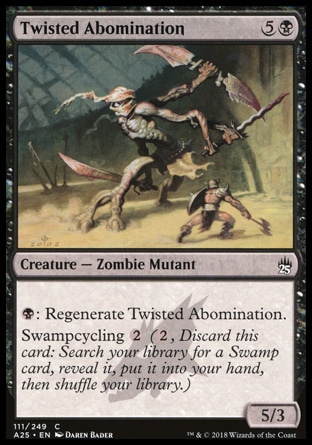 Twisted Abomination 5
2002
25
Creature — Zombie Mutant
: Regenerate Twisted Abomination.
Swampcycling 2 (2, Discard this
card: Search your library for a Swamp
card, reveal it, put it into your hand,
then shuffle your library.)
5/3
111/249 C
A25 • EN DAREN BADER
™ & © 2018 Wizards of the Coast